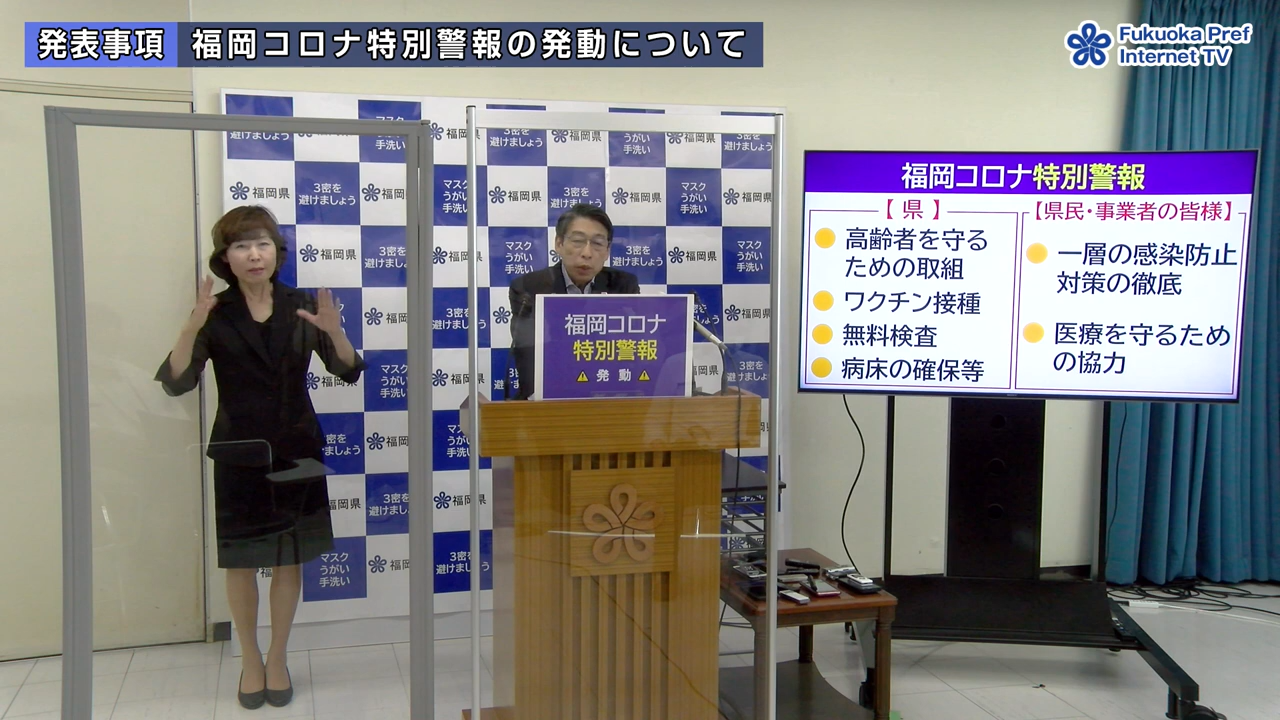 発表事項 福岡コロナ特別警報の発動について
Fukuoka Pref
Internet TV
福岡コロナ特別警報
【県】
高齢者を守る
ための取組
ワクチン接種
無料検査
病床の確保等
【県民・事業者の皆様】
一層の感染防止
対策の徹底
医療を守るため
の協力
福岡コロナ
特別警報
発動
マスク
うがい
手洗い
3密を
避けましょう
福岡県